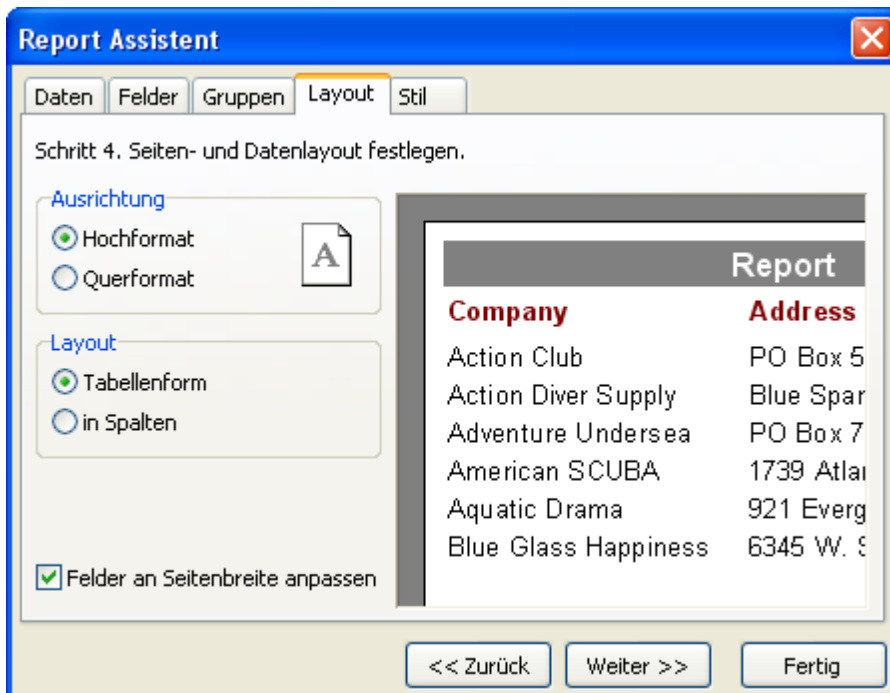 Report Assistent
Daten Felder Gruppen Layout Stil
Schritt 4. Seiten- und Datenlayout festlegen.
Ausrichtung
Hochformat
Querformat
A
Layout
Tabellenform
in Spalten
Felder an Seitenbreite anpassen
Report
Company Address
Action Club PO Box 5
Action Diver Supply Blue Spar
Adventure Undersea PO Box 7
American SCUBA 1739 Atlan
Aquatic Drama 921 Everg
Blue Glass Happiness 6345 W. S
<< Zurück Weiter >> Fertig